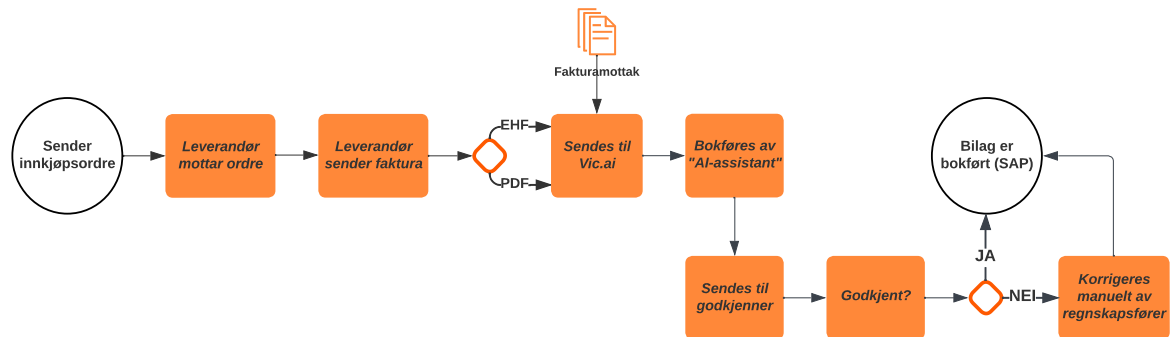 Fakturamottak
Sender
innkjøpsordre
Leverandør
mottar ordre
Leverandør
sender faktura
EHF
PDF
Sendes til
Vic.ai
Bokføres av
"AI-assistant"
Sendes til
godkjenner
Godkjent?
JA
NEI
Bilag er
bokført (SAP)
Korrigeres
manuelt av
regnskapsfører